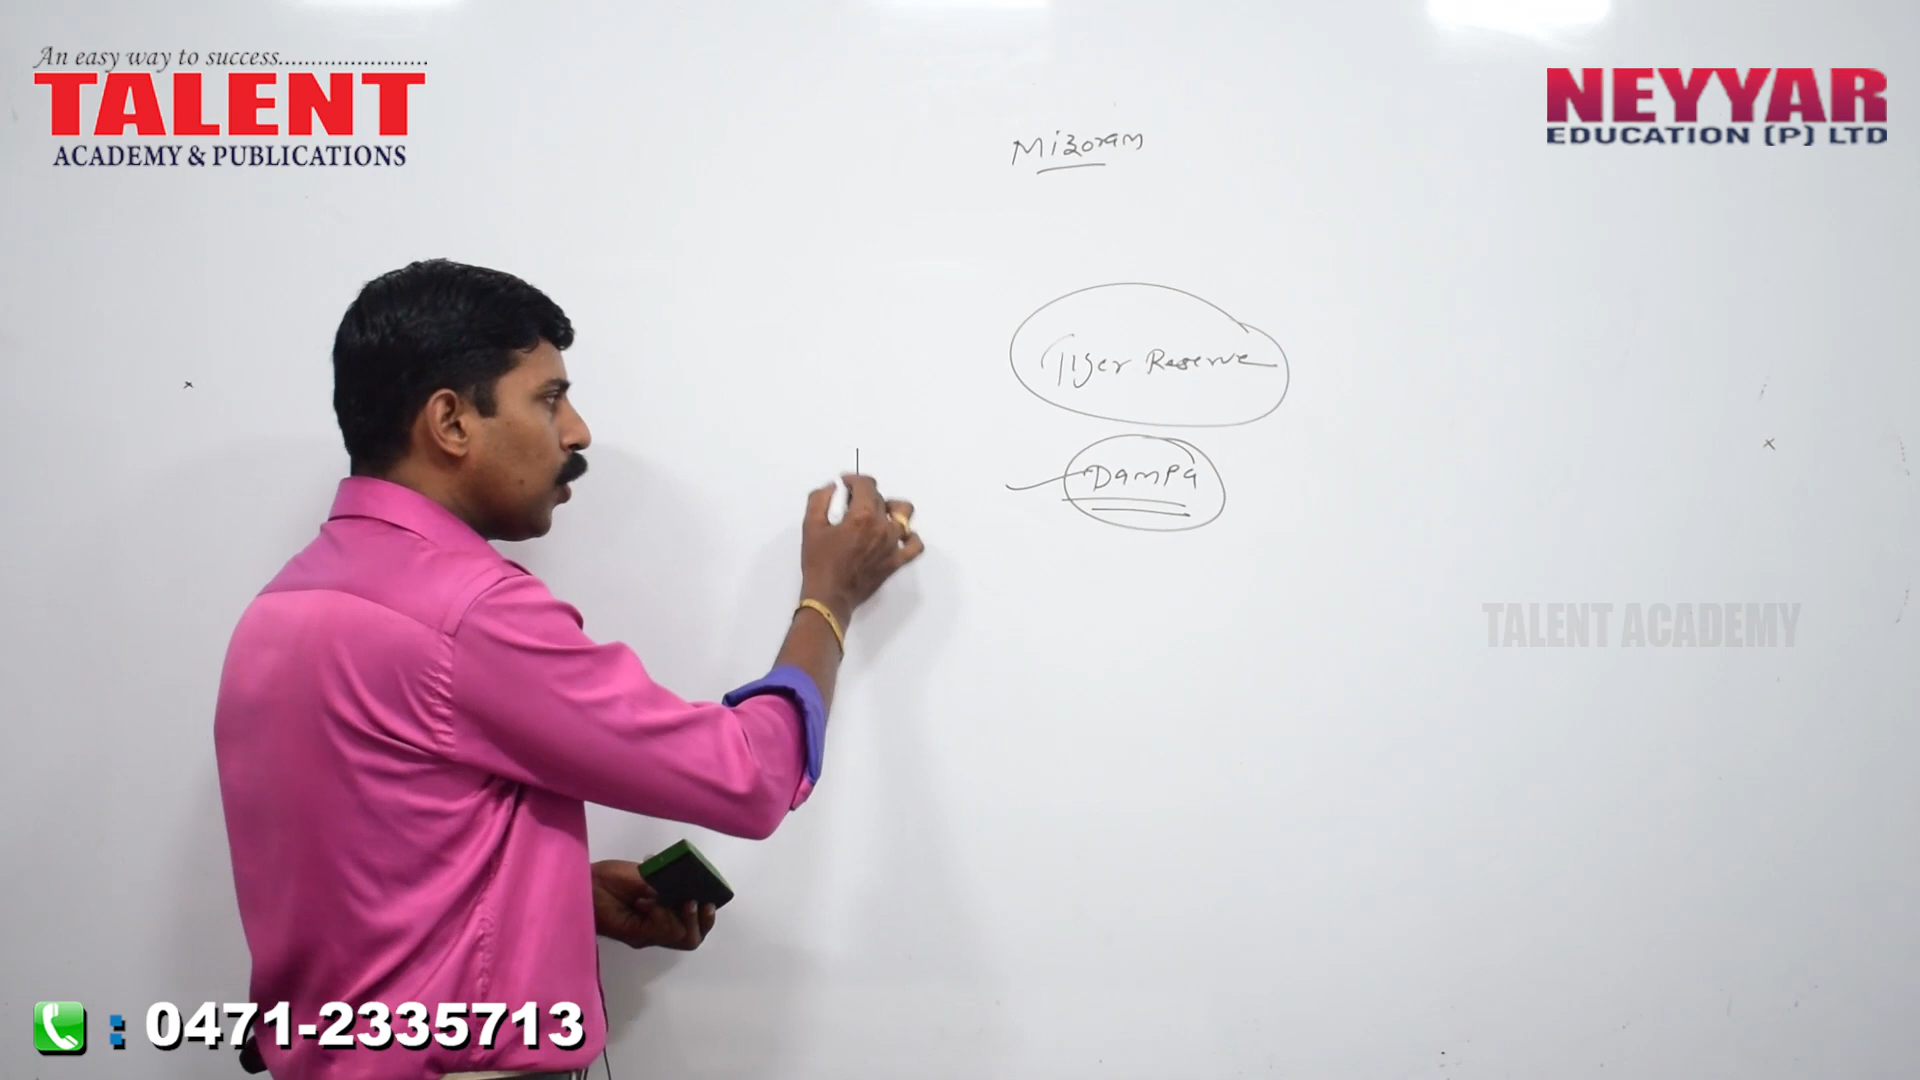 An easy way to success.......................
TALENT
ACADEMY & PUBLICATIONS
NEYYAR
EDUCATION (P) LTD
Mizoram
Tiger Reserve
Dampa
TALENT ACADEMY
: 0471-2335713